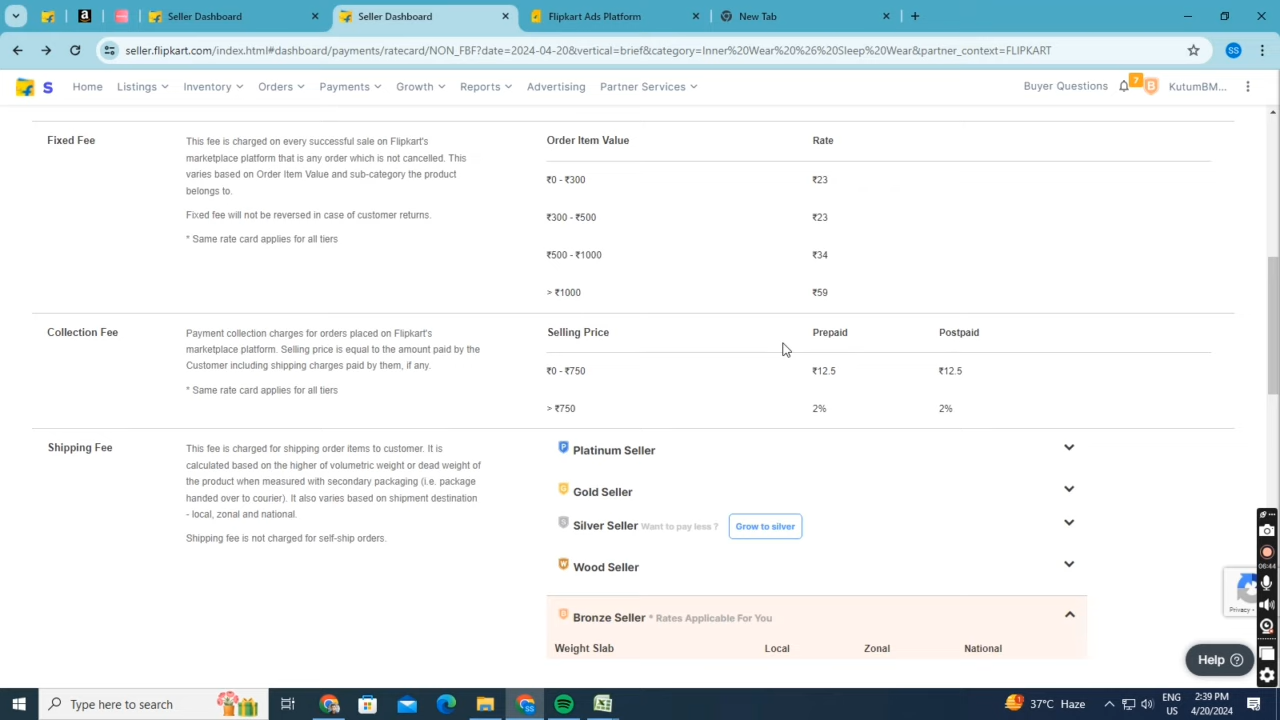 Seller Dashboard
Seller Dashboard
Flipkart Ads Platform
New Tab
seller.flipkart.com/index.html#dashboard/payments/ratecard/NON_FBF?date=2024-04-20&vertical=brief&category=Inner%20Wear%20%26%20Sleep%20Wear&partner_context=FLIPKART
SS
S Home Listings Inventory Orders Payments Growth Reports Advertising Partner Services Buyer Questions 7 B KutumBM...
Fixed Fee
This fee is charged on every successful sale on Flipkart's
marketplace platform that is any order which is not cancelled. This
varies based on Order Item Value and sub-category the product
belongs to.
Fixed fee will not be reversed in case of customer returns.
* Same rate card applies for all tiers
Order Item Value Rate
₹0 - ₹300 ₹23
₹300 - ₹500 ₹23
₹500 - ₹1000 ₹34
> ₹1000 ₹59
Collection Fee
Payment collection charges for orders placed on Flipkart's
marketplace platform. Selling price is equal to the amount paid by the
Customer including shipping charges paid by them, if any.
* Same rate card applies for all tiers
Selling Price Prepaid Postpaid
₹0 - ₹750 ₹12.5 ₹12.5
> ₹750 2% 2%
Shipping Fee
This fee is charged for shipping order items to customer. It is
calculated based on the higher of volumetric weight or dead weight of
the product when measured with secondary packaging (i.e. package
handed over to courier). It also varies based on shipment destination
- local, zonal and national.
Shipping fee is not charged for self-ship orders.
P Platinum Seller
G Gold Seller
S Silver Seller Want to pay less ? Grow to silver
W Wood Seller
B Bronze Seller * Rates Applicable For You
Weight Slab Local Zonal National
06:44
Privacy -
Help
Type here to search
37°C Haze
ENG
US
2:39 PM
4/20/2024